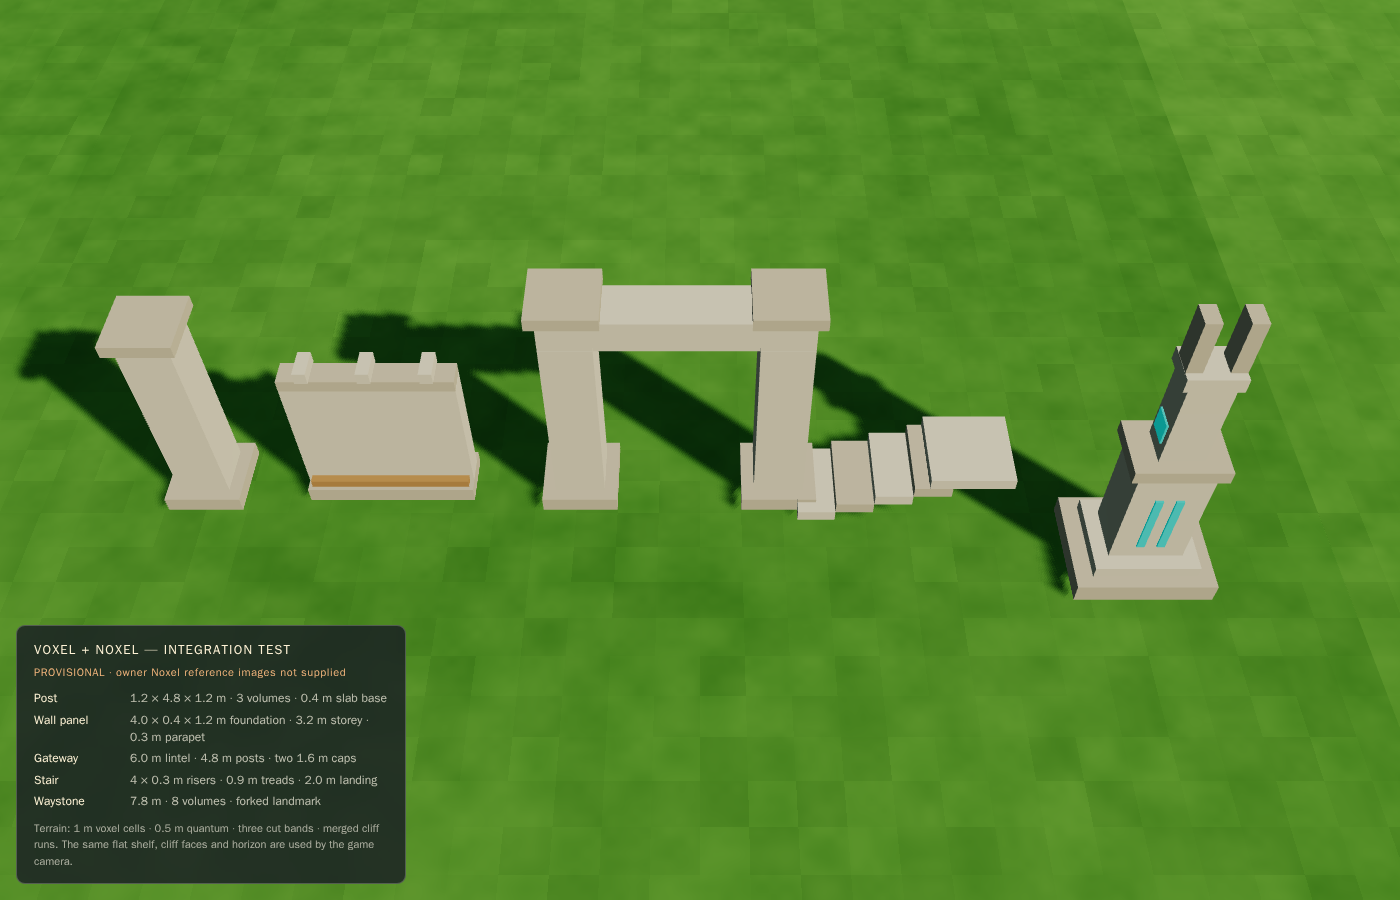 VOXEL + NOXEL — INTEGRATION TEST
PROVISIONAL · owner Noxel reference images not supplied
Post 1.2 × 4.8 × 1.2 m · 3 volumes · 0.4 m slab base
Wall panel 4.0 × 0.4 × 1.2 m foundation · 3.2 m storey ·
0.3 m parapet
Gateway 6.0 m lintel · 4.8 m posts · two 1.6 m caps
Stair 4 × 0.3 m risers · 0.9 m treads · 2.0 m landing
Waystone 7.8 m · 8 volumes · forked landmark
Terrain: 1 m voxel cells · 0.5 m quantum · three cut bands · merged cliff
runs. The same flat shelf, cliff faces and horizon are used by the game
camera.